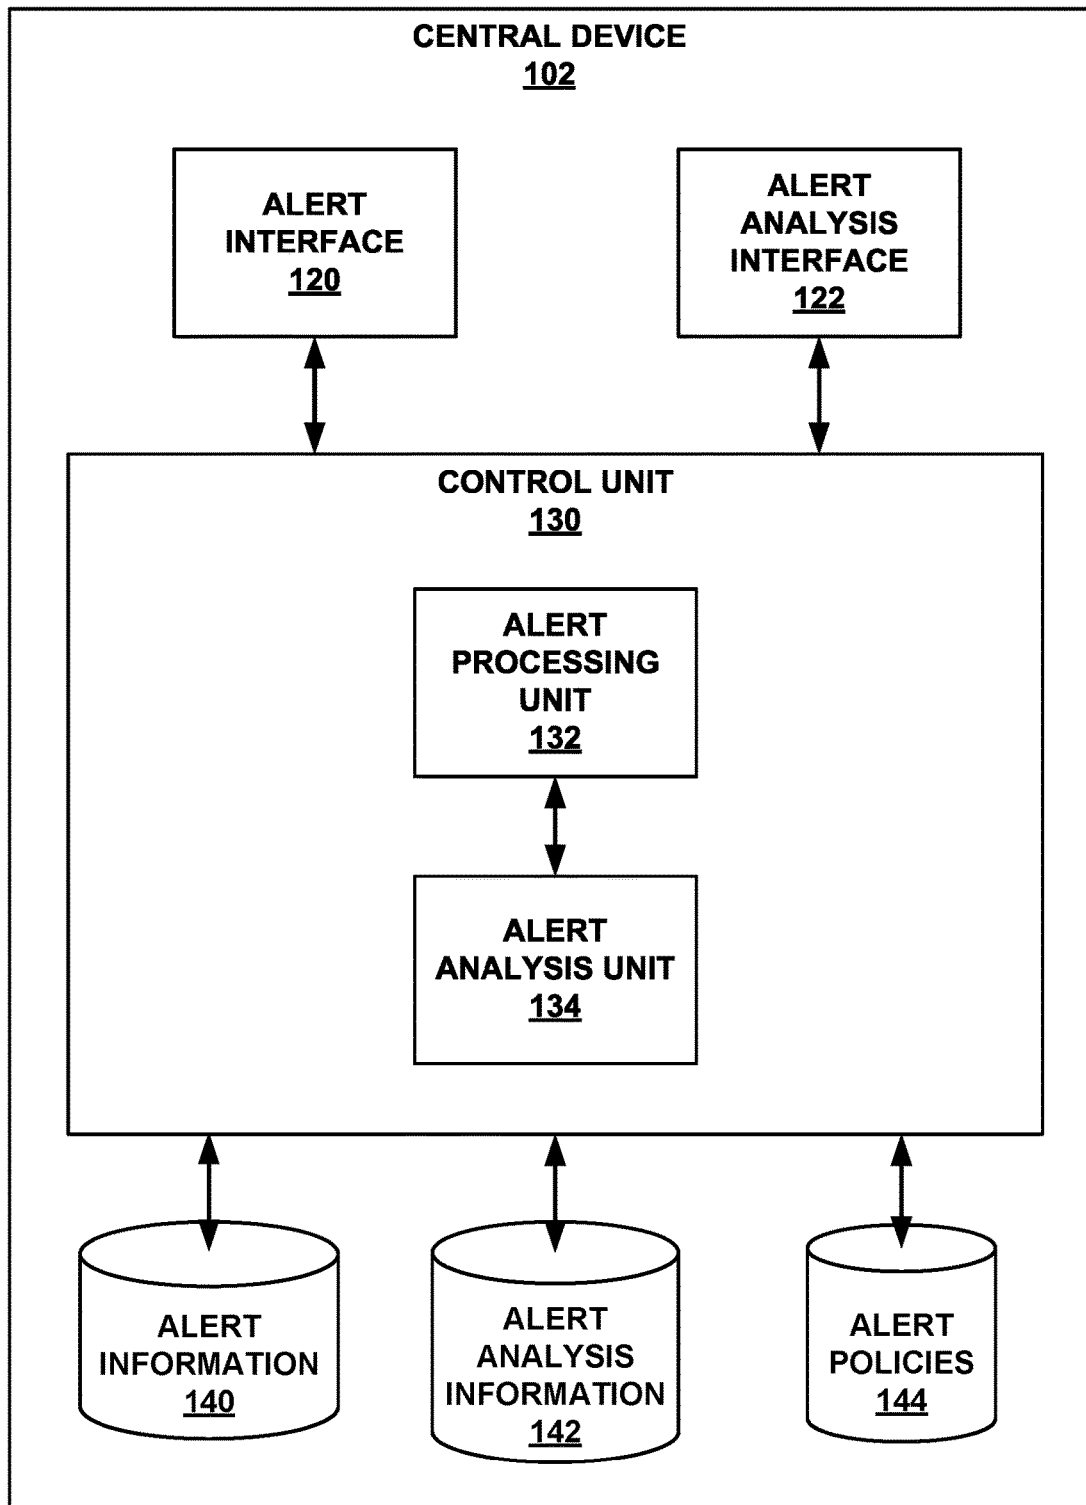 CENTRAL DEVICE
102
ALERT
INTERFACE
120
ALERT
ANALYSIS
INTERFACE
122
CONTROL UNIT
130
ALERT
PROCESSING
UNIT
132
ALERT
ANALYSIS UNIT
134
ALERT
INFORMATION
140
ALERT
ANALYSIS
INFORMATION
142
ALERT
POLICIES
144